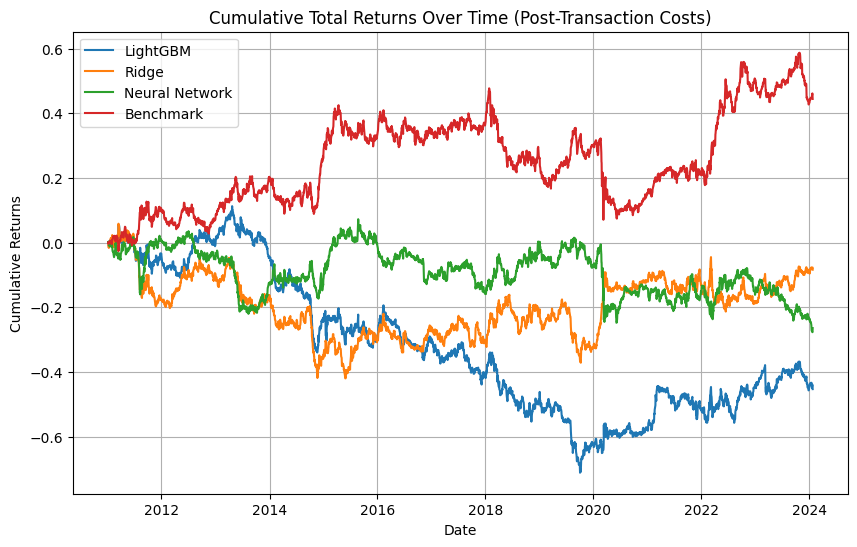 Cumulative Total Returns Over Time (Post-Transaction Costs)
LightGBM
Ridge
Neural Network
Benchmark
Cumulative Returns
0.6
0.4
0.2
0.0
−0.2
−0.4
−0.6
2012 2014 2016 2018 2020 2022 2024
Date